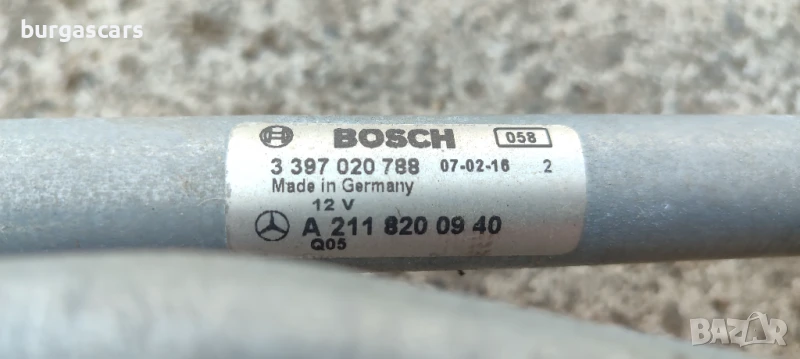 burgascars
BOSCH 058
3 397 020 788 07-02-16 2
Made in Germany
12 V
A 211 820 09 40
Q05
BAZAR